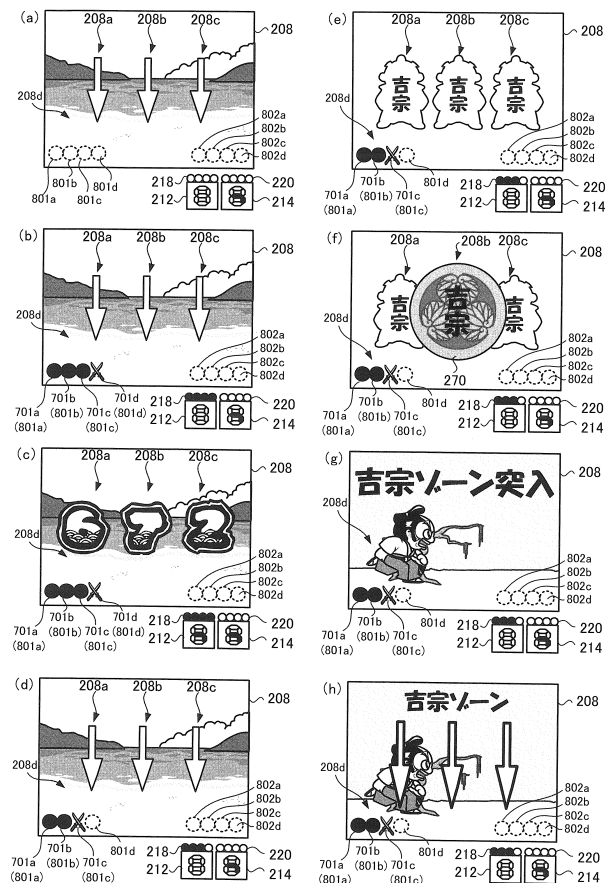 (a)
208a
208b
208c
208
208d
802a
802b
802c
802d
801a
801b
801c
801d
218
220
212
214
(b)
208a
208b
208c
208
208d
802a
802b
802c
802d
701a
(801a)
701b
(801b)
701c
(801c)
701d
(801d)
218
220
212
214
(c)
208a
208b
208c
208
208d
6 7 2
802a
802b
802c
802d
701a
(801a)
701b
(801b)
701c
(801c)
701d
(801d)
218
220
212
214
(d)
208a
208b
208c
208
208d
802a
802b
802c
802d
701a
(801a)
701b
(801b)
701c
(801c)
801d
218
220
212
214
(e)
208a
208b
208c
208
吉宗
吉宗
吉宗
208d
802a
802b
802c
802d
701a
(801a)
701b
(801b)
701c
(801c)
801d
218
220
212
214
(f)
208a
208b
208c
208
吉宗
吉宗
吉宗
208d
270
802a
802b
802c
802d
701a
(801a)
701b
(801b)
701c
(801c)
801d
218
220
212
214
(g)
208
吉宗ゾーン突入
208d
802a
802b
802c
802d
701a
(801a)
701b
(801b)
701c
(801c)
801d
218
220
212
214
(h)
208
吉宗ゾーン
208a
208b
208c
208d
802a
802b
802c
802d
701a
(801a)
701b
(801b)
701c
(801c)
801d
218
220
212
214